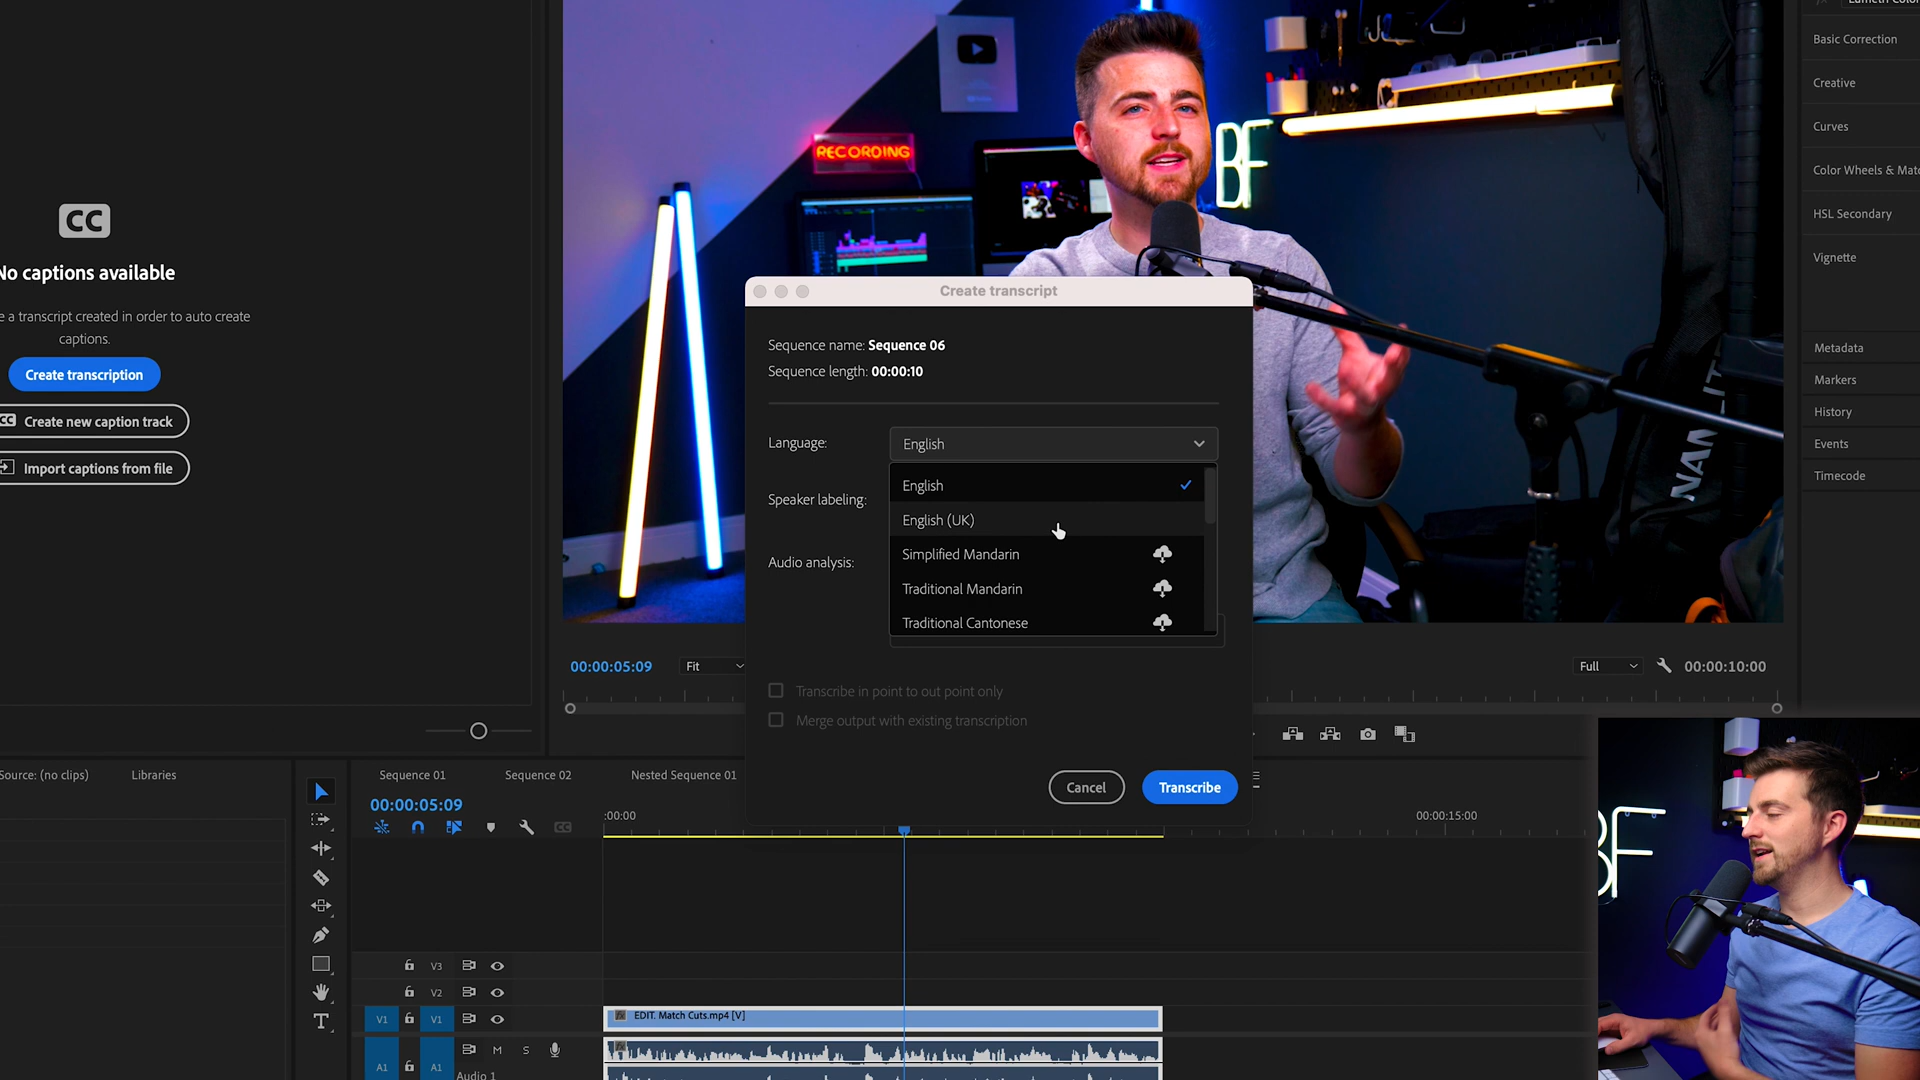 CC
No captions available
e a transcript created in order to auto create
captions.
Create transcription
Create new caption track
Import captions from file
RECORDING
BF
Create transcript
Sequence name: Sequence 06
Sequence length: 00:00:10
Language:
English
English
English (UK)
Simplified Mandarin
Traditional Mandarin
Traditional Cantonese
Speaker labeling:
Audio analysis:
Transcribe in point to out point only
Merge output with existing transcription
Cancel
Transcribe
NANLIT
Basic Correction
Creative
Curves
Color Wheels &
HSL Secondary
Vignette
Metadata
Markers
History
Events
Timecode
00:00:05:09
Fit
Full
00:00:10:00
Source: (no clips)
Libraries
Sequence 01
Sequence 02
Nested Sequence 01
00:00:05:09
:00:00
00:00:15:00
V3
V2
V1
V1
EDIT. Match Cuts.mp4 [V]
M
S
A1
A1
Audio 1
BF